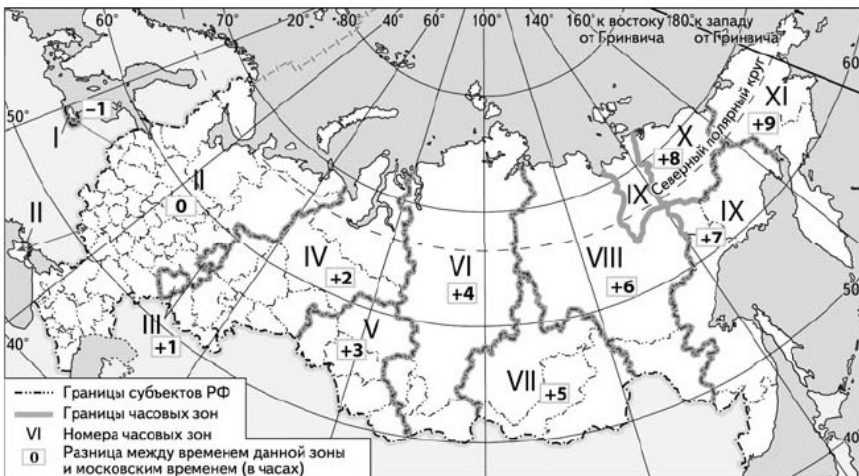 60° 20° 80° 40° 60° 100° 140° 160° к востоку 180° к западу
от Гринвича от Гринвича
60°
50°
-1
I
II
0
II
Северный полярный круг
XI
+9
X
+8
IX
IX
+7
IV
+2
VI
+4
VIII
+6
III
+1
V
+3
VII
+5
50°
40°
40°
Границы субъектов РФ
Границы часовых зон
VI Номера часовых зон
0 Разница между временем данной зоны
и московским временем (в часах)